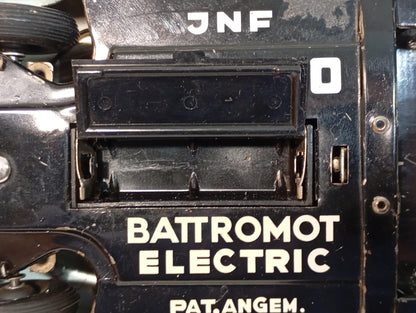 JNF
0
BATTROMOT
ELECTRIC
PAT.ANGEM.